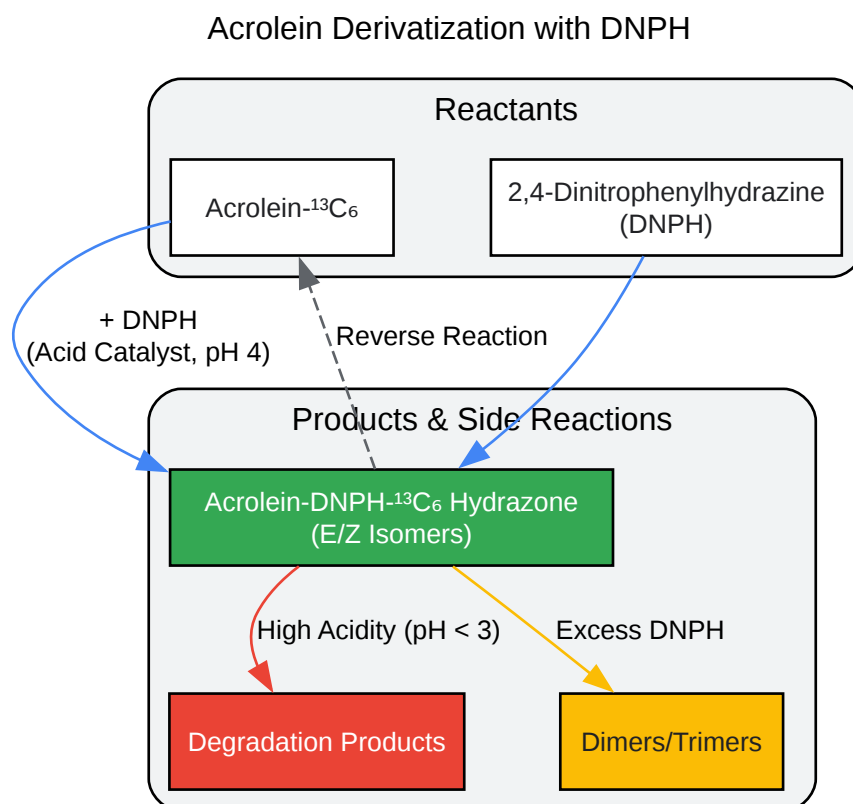 Acrolein Derivatization with DNPH
Reactants
Acrolein-¹³C₆
2,4-Dinitrophenylhydrazine
(DNPH)
+ DNPH
(Acid Catalyst, pH 4)
Reverse Reaction
Products & Side Reactions
Acrolein-DNPH-¹³C₆ Hydrazone
(E/Z Isomers)
High Acidity (pH < 3)
Excess DNPH
Degradation Products
Dimers/Trimers